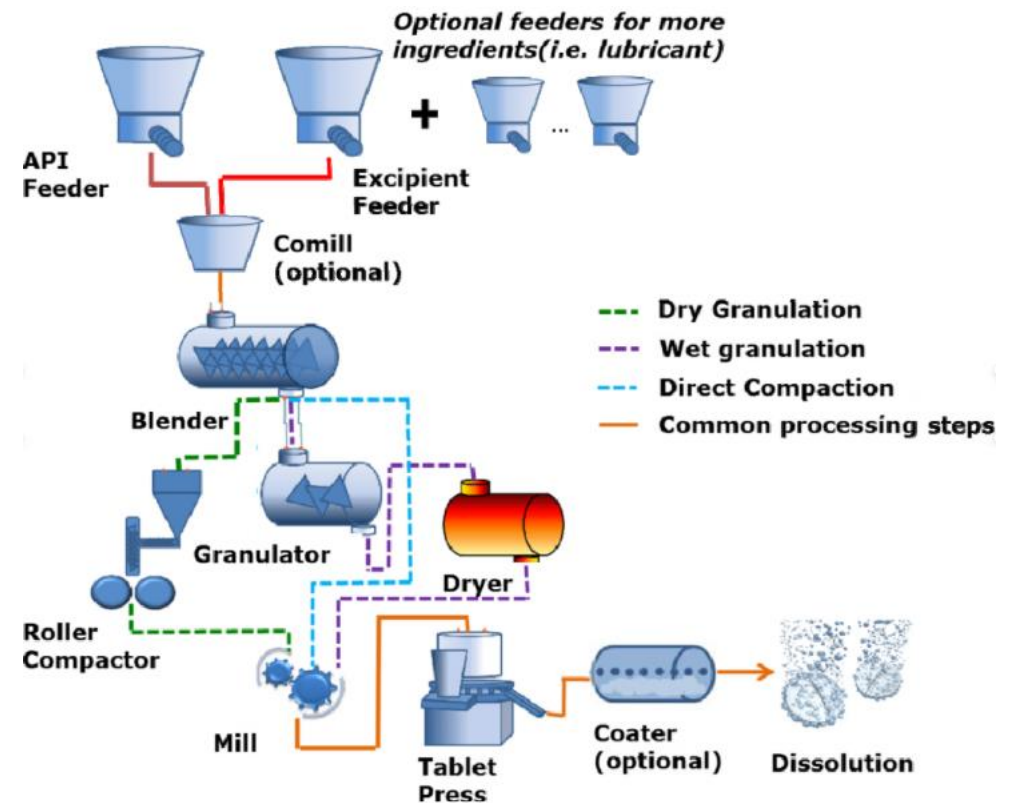 Optional feeders for more
ingredients(i.e. lubricant)
+
...
API
Feeder
Excipient
Feeder
Comill
(optional)
Dry Granulation
Wet granulation
Direct Compaction
Common processing steps
Blender
Granulator
Dryer
Roller
Compactor
Mill
Tablet
Press
Coater
(optional)
Dissolution